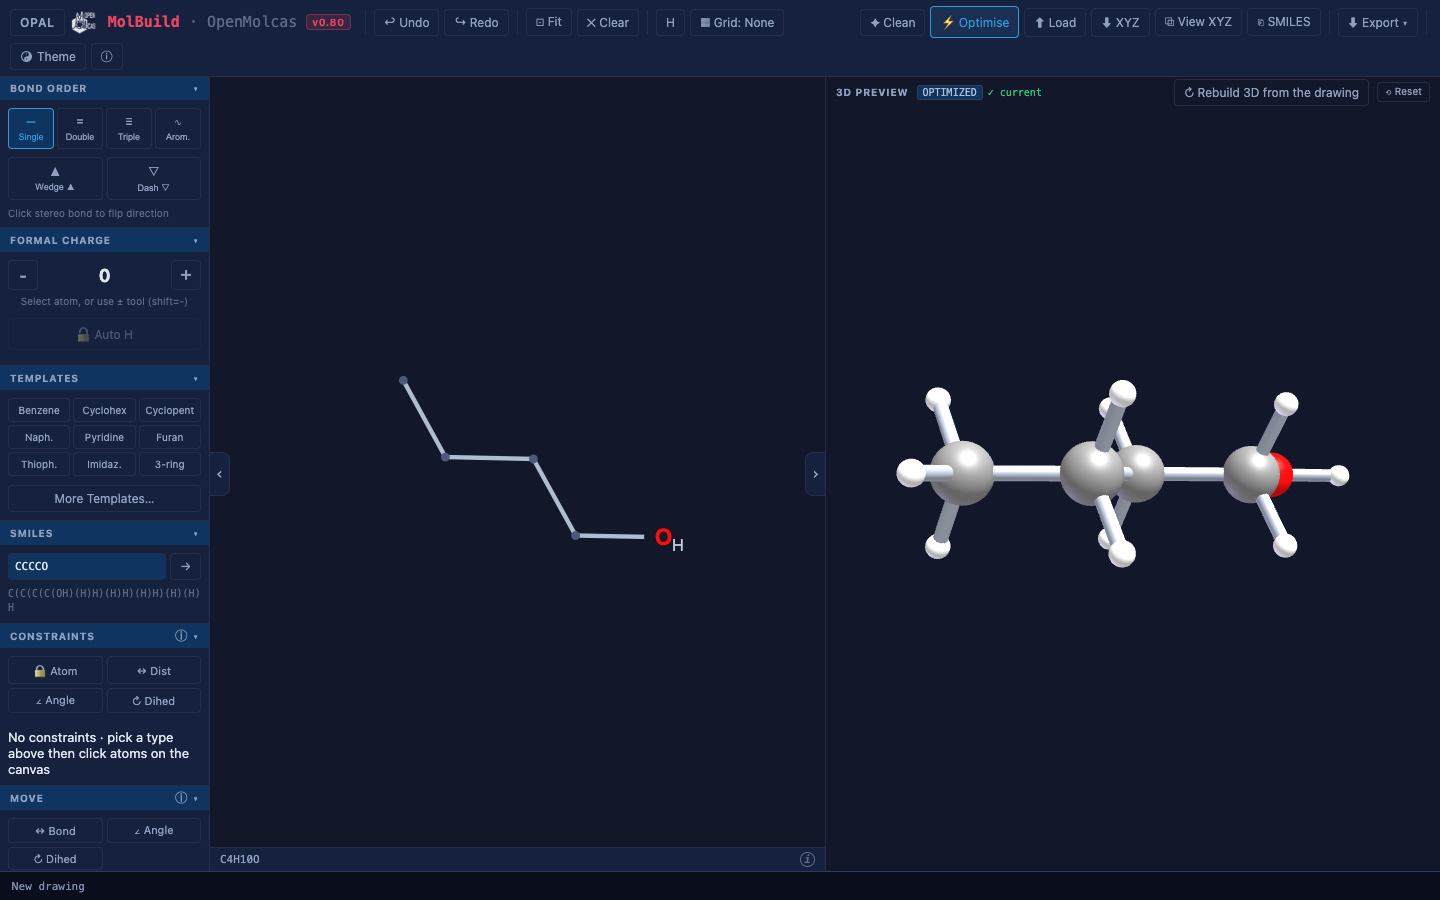 OPAL MolBuild · OpenMolcas v0.80 Undo Redo Fit Clear H Grid: None Clean Optimise Load XYZ View XYZ SMILES Export
Theme
BOND ORDER
Single Double Triple Arom.
Wedge ▲ Dash ▽
Click stereo bond to flip direction
FORMAL CHARGE
- 0 +
Select atom, or use ± tool (shift=-)
Auto H
TEMPLATES
Benzene Cyclohex Cyclopent
Naph. Pyridine Furan
Thioph. Imidaz. 3-ring
More Templates...
SMILES
CCCCO →
C(C(C(C(OH)(H)H)(H)H)(H)H)(H)(H)
H
CONSTRAINTS
Atom ↔ Dist
∠ Angle ↻ Dihed
No constraints · pick a type
above then click atoms on the
canvas
MOVE
↔ Bond ∠ Angle
↻ Dihed
OH
C4H10O
3D PREVIEW OPTIMIZED ✓ current ↻ Rebuild 3D from the drawing Reset
New drawing